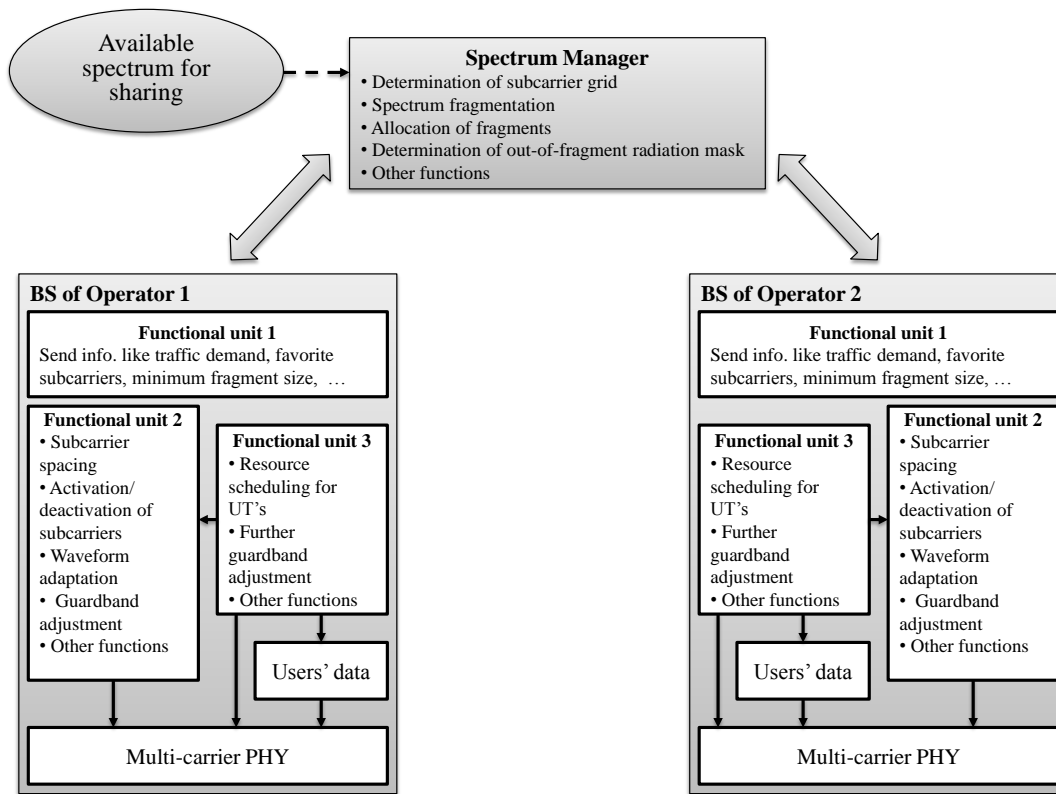 Available
spectrum for
sharing
Spectrum Manager
• Determination of subcarrier grid
• Spectrum fragmentation
• Allocation of fragments
• Determination of out-of-fragment radiation mask
• Other functions
BS of Operator 1
Functional unit 1
Send info. like traffic demand, favorite
subcarriers, minimum fragment size, …
Functional unit 2
• Subcarrier
spacing
• Activation/
deactivation of
subcarriers
• Waveform
adaptation
• Guardband
adjustment
• Other functions
Functional unit 3
• Resource
scheduling for
UT’s
• Further
guardband
adjustment
• Other functions
Users’ data
Multi-carrier PHY
BS of Operator 2
Functional unit 1
Send info. like traffic demand, favorite
subcarriers, minimum fragment size, …
Functional unit 3
• Resource
scheduling for
UT’s
• Further
guardband
adjustment
• Other functions
Functional unit 2
• Subcarrier
spacing
• Activation/
deactivation of
subcarriers
• Waveform
adaptation
• Guardband
adjustment
• Other functions
Users’ data
Multi-carrier PHY